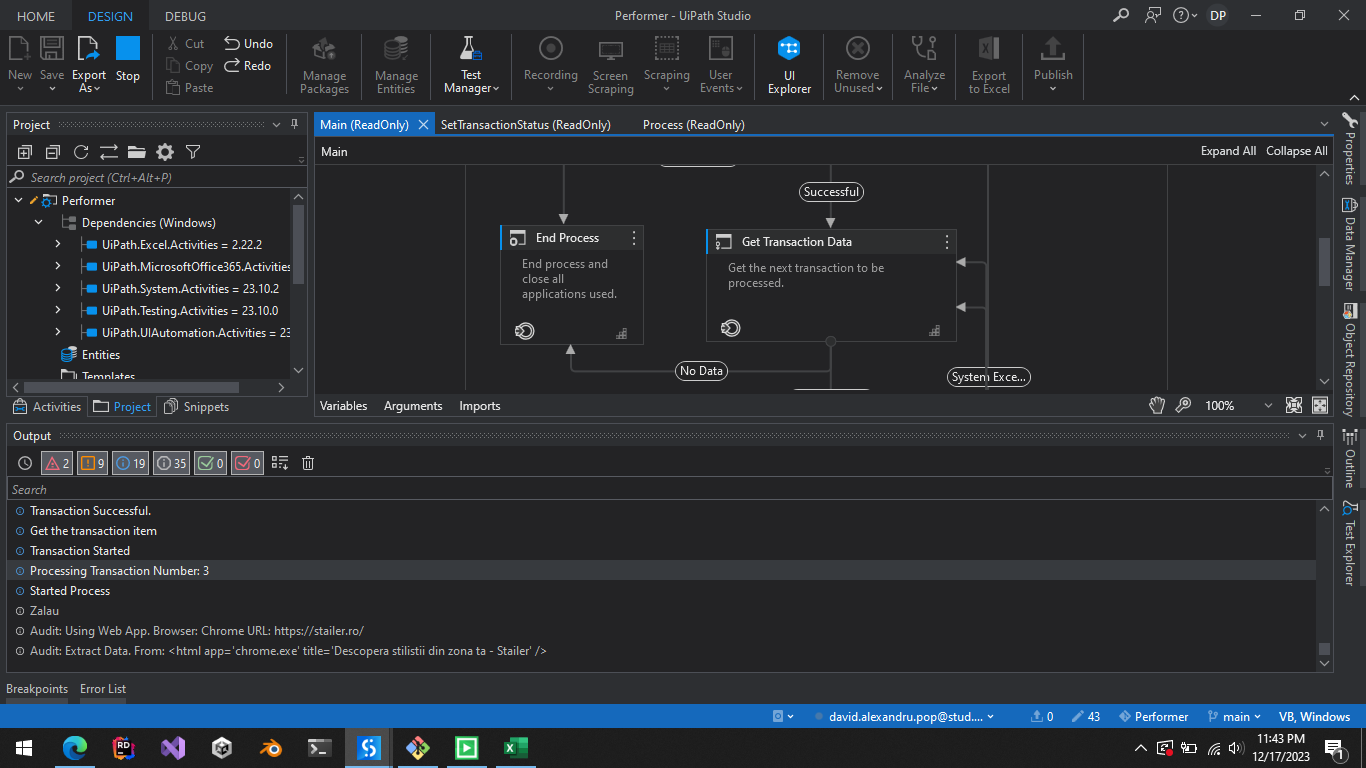 HOME DESIGN DEBUG Performer - UiPath Studio DP
New Save Export As Stop Cut Copy Paste Undo Redo Manage Packages Manage Entities Test Manager Recording Screen Scraping Scraping User Events UI Explorer Remove Unused Analyze File Export to Excel Publish
Project
Search project (Ctrl+Alt+P)
Performer
Dependencies (Windows)
UiPath.Excel.Activities = 2.22.2
UiPath.MicrosoftOffice365.Activities
UiPath.System.Activities = 23.10.2
UiPath.Testing.Activities = 23.10.0
UiPath.UIAutomation.Activities = 23
Entities
Templates
Activities Project Snippets
Main (ReadOnly) SetTransactionStatus (ReadOnly) Process (ReadOnly)
Main Expand All Collapse All
Successful
End Process
End process and
close all
applications used.
Get Transaction Data
Get the next transaction to be
processed.
No Data
System Exce...
Variables Arguments Imports 100%
Properties
Data Manager
Object Repository
Outline
Test Explorer
Output
2 9 19 35 0 0
Search
Transaction Successful.
Get the transaction item
Transaction Started
Processing Transaction Number: 3
Started Process
Zalau
Audit: Using Web App. Browser: Chrome URL: https://stailer.ro/
Audit: Extract Data. From: <html app='chrome.exe' title='Descopera stilistii din zona ta - Stailer' />
Breakpoints Error List
david.alexandru.pop@stud.... 0 43 Performer main VB, Windows
11:43 PM
12/17/2023
1